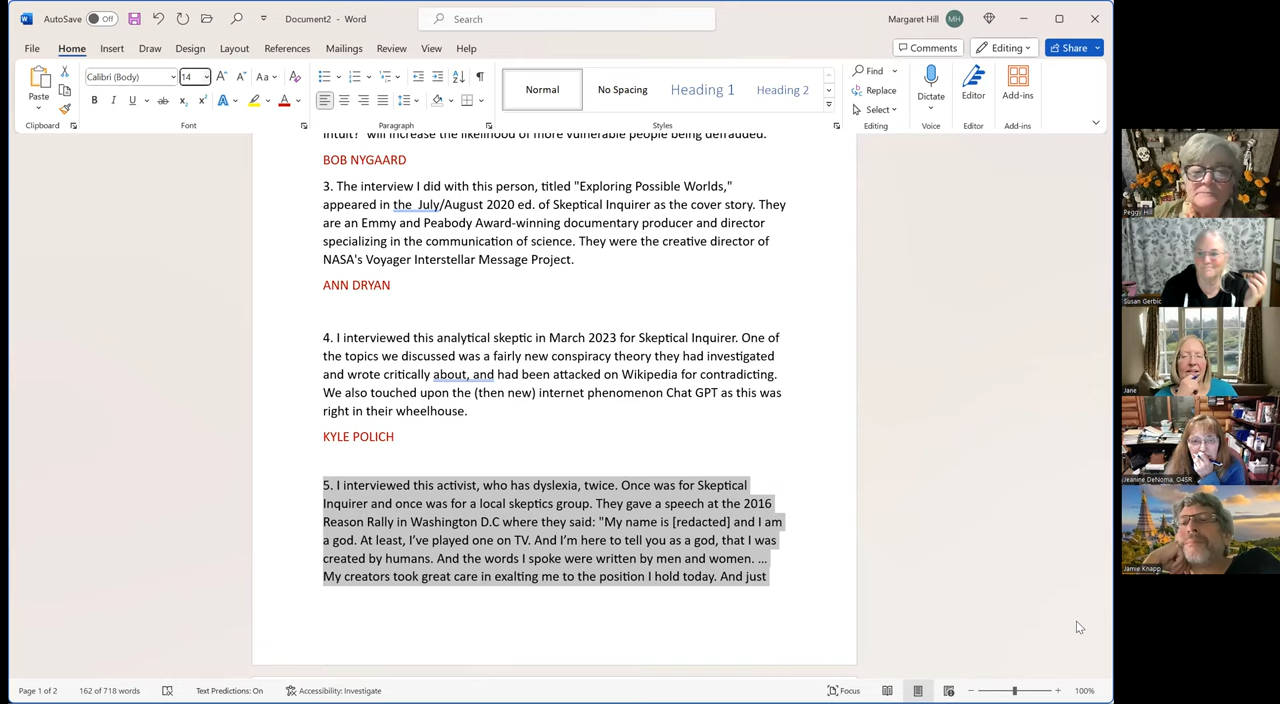 AutoSave Off Document2 - Word Search Margaret Hill MH
File Home Insert Draw Design Layout References Mailings Review View Help Comments Editing Share
Paste Calibri (Body) 14 Normal No Spacing Heading 1 Heading 2 Find Replace Select Dictate Editor Add-ins
Clipboard Font Paragraph Styles Editing Voice Editor Add-ins
Intuit? will increase the likelihood of more vulnerable people being defrauded.
BOB NYGAARD
3. The interview I did with this person, titled "Exploring Possible Worlds,"
appeared in the July/August 2020 ed. of Skeptical Inquirer as the cover story. They
are an Emmy and Peabody Award-winning documentary producer and director
specializing in the communication of science. They were the creative director of
NASA's Voyager Interstellar Message Project.
ANN DRYAN
4. I interviewed this analytical skeptic in March 2023 for Skeptical Inquirer. One of
the topics we discussed was a fairly new conspiracy theory they had investigated
and wrote critically about, and had been attacked on Wikipedia for contradicting.
We also touched upon the (then new) internet phenomenon Chat GPT as this was
right in their wheelhouse.
KYLE POLICH
5. I interviewed this activist, who has dyslexia, twice. Once was for Skeptical
Inquirer and once was for a local skeptics group. They gave a speech at the 2016
Reason Rally in Washington D.C where they said: "My name is [redacted] and I am
a god. At least, I've played one on TV. And I'm here to tell you as a god, that I was
created by humans. And the words I spoke were written by men and women. ...
My creators took great care in exalting me to the position I hold today. And just
Page 1 of 2 162 of 718 words Text Predictions: On Accessibility: Investigate Focus 100%
Peggy Hill
Susan Gerbic
Jane
Jeanine DeNoma, O4SR
Jamie Knapp